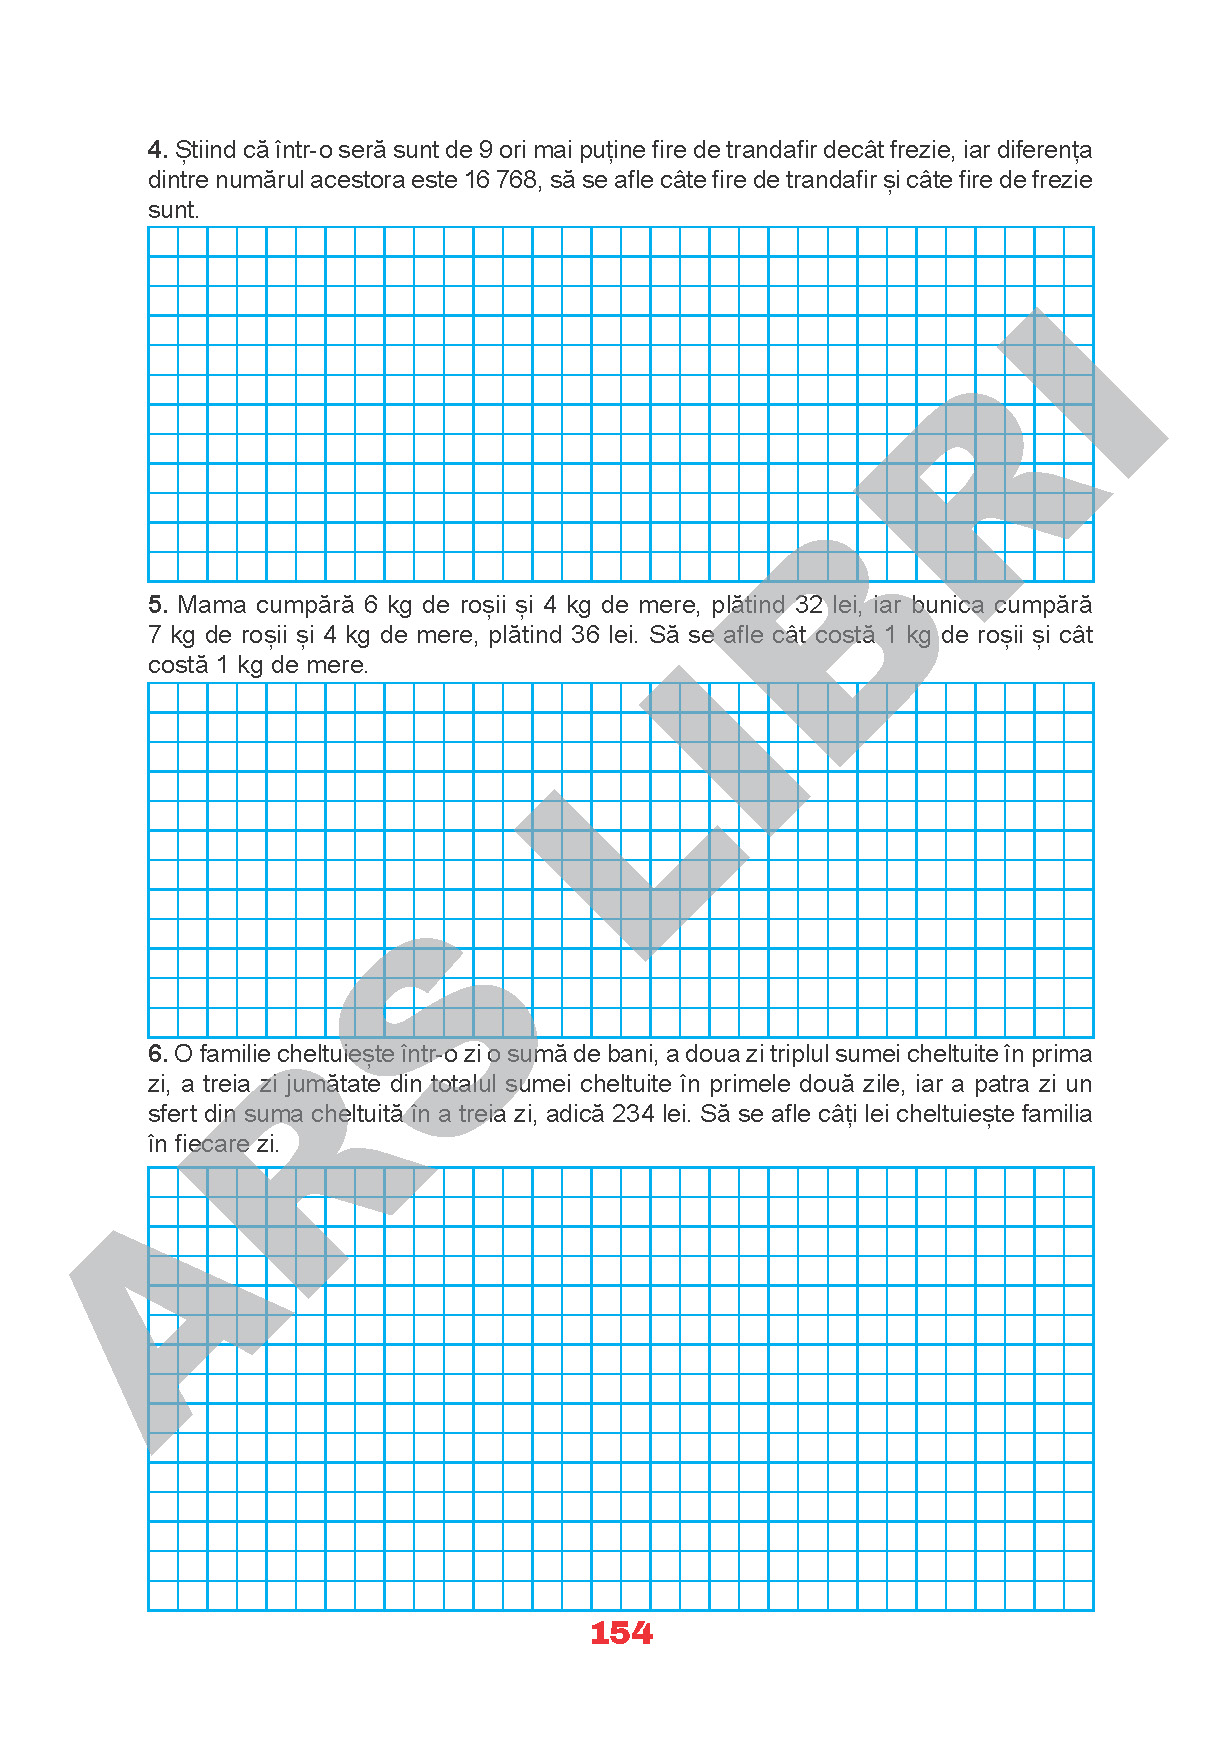 4. Știind că într-o seră sunt de 9 ori mai puține fire de trandafir decât frezie, iar diferența
dintre numărul acestora este 16 768, să se afle câte fire de trandafir și câte fire de frezie
sunt.
5. Mama cumpără 6 kg de roșii și 4 kg de mere, plătind 32 lei, iar bunica cumpără
7 kg de roșii și 4 kg de mere, plătind 36 lei. Să se afle cât costă 1 kg de roșii și cât
costă 1 kg de mere.
6. O familie cheltuiește într-o zi o sumă de bani, a doua zi triplul sumei cheltuite în prima
zi, a treia zi jumătate din totalul sumei cheltuite în primele două zile, iar a patra zi un
sfert din suma cheltuită în a treia zi, adică 234 lei. Să se afle câți lei cheltuiește familia
în fiecare zi.
ARS LIBRI
154